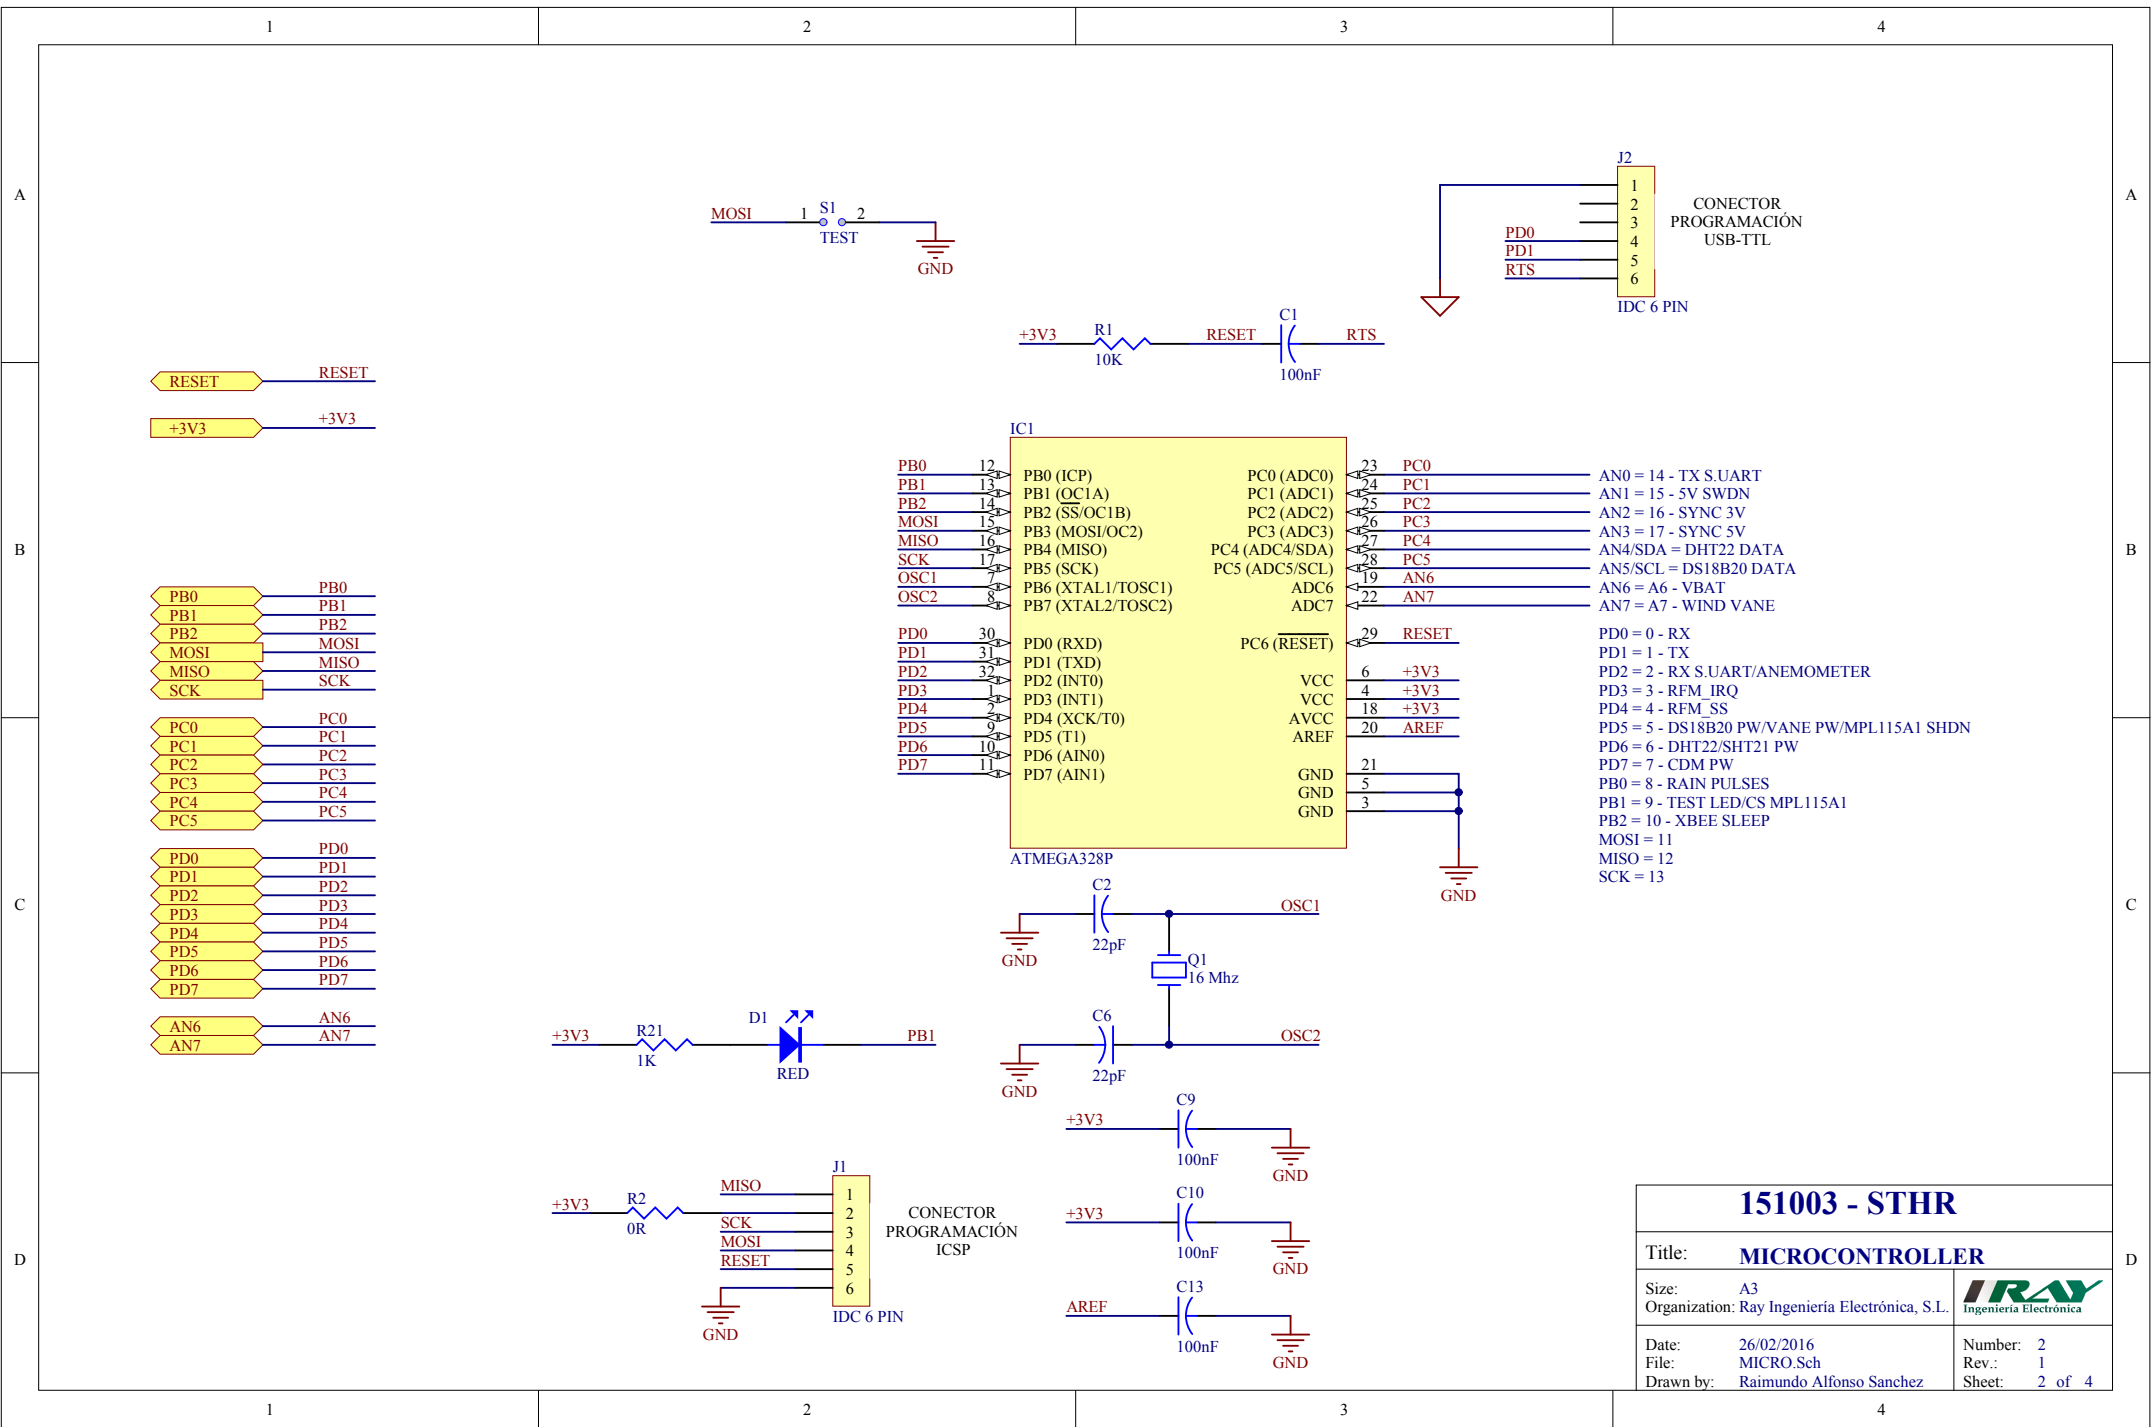 1 2 3 4
A A
B B
C C
D D
1 2 3 4
MOSI 1 S1 2
TEST
GND
J2
1
2
3
PD0 4
PD1 5
RTS 6
IDC 6 PIN
CONECTOR
PROGRAMACIÓN
USB-TTL
+3V3 R1 RESET C1 RTS
10K 100nF
RESET RESET
+3V3 +3V3
PB0 PB0
PB1 PB1
PB2 PB2
MOSI MOSI
MISO MISO
SCK SCK
PC0 PC0
PC1 PC1
PC2 PC2
PC3 PC3
PC4 PC4
PC5 PC5
PD0 PD0
PD1 PD1
PD2 PD2
PD3 PD3
PD4 PD4
PD5 PD5
PD6 PD6
PD7 PD7
AN6 AN6
AN7 AN7
IC1
PB0 12 PB0 (ICP)
PB1 13 PB1 (OC1A)
PB2 14 PB2 (SS/OC1B)
MOSI 15 PB3 (MOSI/OC2)
MISO 16 PB4 (MISO)
SCK 17 PB5 (SCK)
OSC1 7 PB6 (XTAL1/TOSC1)
OSC2 8 PB7 (XTAL2/TOSC2)
PD0 30 PD0 (RXD)
PD1 31 PD1 (TXD)
PD2 32 PD2 (INT0)
PD3 1 PD3 (INT1)
PD4 2 PD4 (XCK/T0)
PD5 9 PD5 (T1)
PD6 10 PD6 (AIN0)
PD7 11 PD7 (AIN1)
PC0 (ADC0) 23 PC0
PC1 (ADC1) 24 PC1
PC2 (ADC2) 25 PC2
PC3 (ADC3) 26 PC3
PC4 (ADC4/SDA) 27 PC4
PC5 (ADC5/SCL) 28 PC5
ADC6 19 AN6
ADC7 22 AN7
PC6 (RESET) 29 RESET
VCC 6 +3V3
VCC 4 +3V3
AVCC 18 +3V3
AREF 20 AREF
GND 21
GND 5
GND 3
ATMEGA328P
GND
AN0 = 14 - TX S.UART
AN1 = 15 - 5V SWDN
AN2 = 16 - SYNC 3V
AN3 = 17 - SYNC 5V
AN4/SDA = DHT22 DATA
AN5/SCL = DS18B20 DATA
AN6 = A6 - VBAT
AN7 = A7 - WIND VANE
PD0 = 0 - RX
PD1 = 1 - TX
PD2 = 2 - RX S.UART/ANEMOMETER
PD3 = 3 - RFM_IRQ
PD4 = 4 - RFM_SS
PD5 = 5 - DS18B20 PW/VANE PW/MPL115A1 SHDN
PD6 = 6 - DHT22/SHT21 PW
PD7 = 7 - CDM PW
PB0 = 8 - RAIN PULSES
PB1 = 9 - TEST LED/CS MPL115A1
PB2 = 10 - XBEE SLEEP
MOSI = 11
MISO = 12
SCK = 13
C2 OSC1
22pF
GND
Q1
16 Mhz
C6 OSC2
22pF
GND
+3V3 R21 D1 PB1
1K RED
+3V3 C9
100nF
GND
+3V3 C10
100nF
GND
AREF C13
100nF
GND
J1
MISO 1
+3V3 R2 2
0R
SCK 3
MOSI 4
RESET 5
6
GND
IDC 6 PIN
CONECTOR
PROGRAMACIÓN
ICSP
151003 - STHR
Title: MICROCONTROLLER
Size: A3
Organization: Ray Ingeniería Electrónica, S.L.
RAY
Ingeniería Electrónica
Date: 26/02/2016 Number: 2
File: MICRO.Sch Rev.: 1
Drawn by: Raimundo Alfonso Sanchez Sheet: 2 of 4